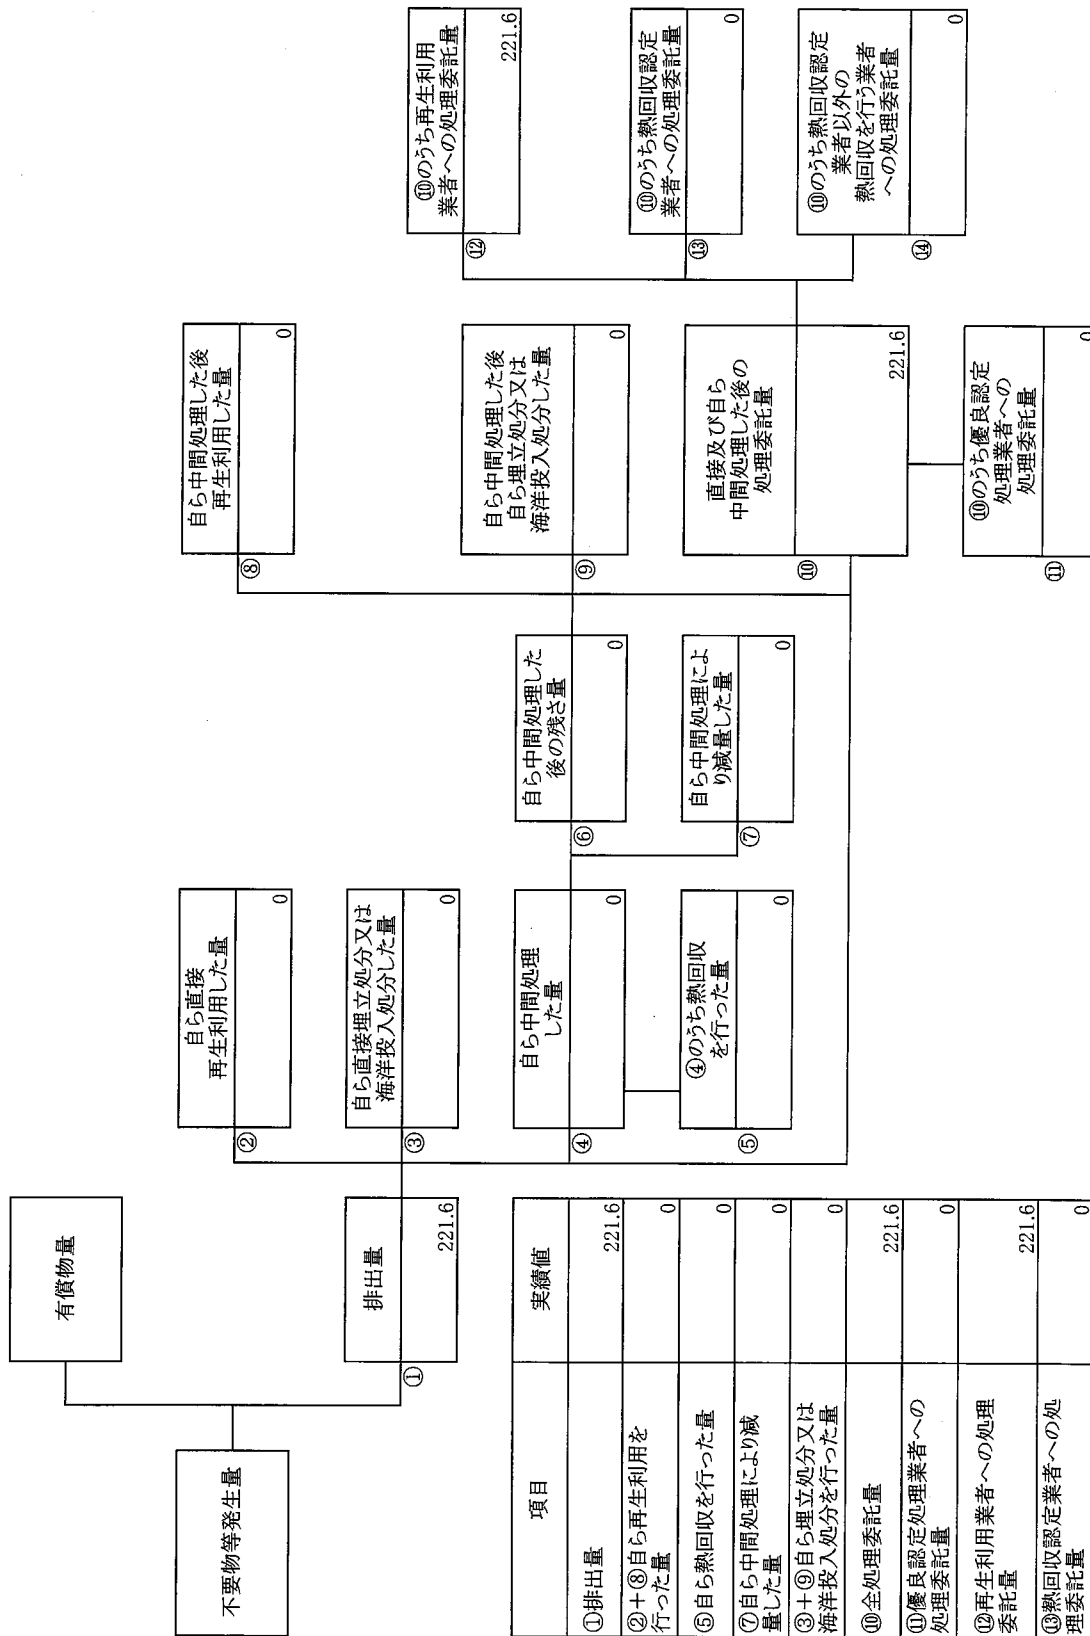 不要物等発生量
有償物量
①
排出量
221.6
②
自ら直接
再生利用した量
0
③
自ら直接埋立処分又は
海洋投入処分した量
0
④
自ら中間処理
した量
0
⑤
④のうち熱回収
を行った量
0
⑥
自ら中間処理した
後の残さ量
0
⑦
自ら中間処理によ
り減量した量
0
⑧
自ら中間処理した後
再生利用した量
0
⑨
自ら中間処理した後
自ら埋立処分又は
海洋投入処分した量
0
⑩
直接及び自ら
中間処理した後の
処理委託量
221.6
⑪
⑩のうち優良認定
処理業者への
処理委託量
0
⑫
⑩のうち再生利用
業者への処理委託量
221.6
⑬
⑩のうち熱回収認定
業者への処理委託量
0
⑭
⑩のうち熱回収認定
業者以外の
熱回収を行う業者
への処理委託量
0
項目 実績値
①排出量 221.6
②+⑧自ら再生利用を
行った量 0
⑤自ら熱回収を行った量 0
⑦自ら中間処理により減
量した量 0
③+⑨自ら埋立処分又は
海洋投入処分を行った量 0
⑩全処理委託量 221.6
⑪優良認定処理業者への
処理委託量 0
⑫再生利用業者への処理
委託量 221.6
⑬熱回収認定業者への処
理委託量 0